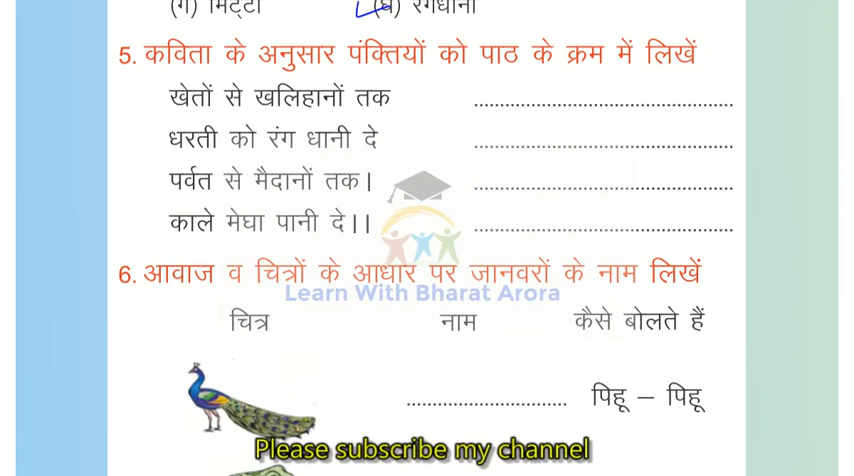 (ग) मिट्टी (घ) रंगधानी
5. कविता के अनुसार पंक्तियों को पाठ के क्रम में लिखें
खेतों से खलिहानों तक ........................................
धरती को रंग धानी दे ........................................
पर्वत से मैदानों तक। ........................................
काले मेघा पानी दे।। ........................................
6. आवाज व चित्रों के आधार पर जानवरों के नाम लिखें
Learn With Bharat Arora
चित्र नाम कैसे बोलते हैं
......................... पिहू – पिहू
Please subscribe my channel